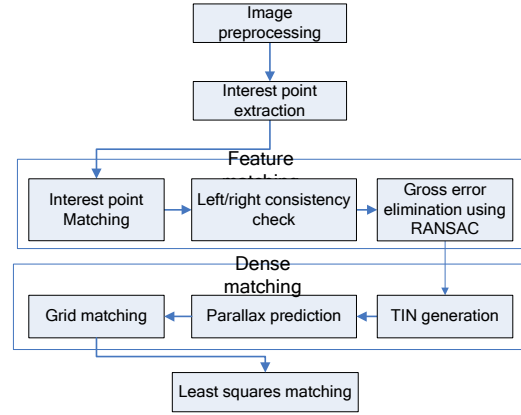 Image
preprocessing
Interest point
extraction
Feature
matching
Interest point
Matching
Left/right consistency
check
Gross error
elimination using
RANSAC
Dense
matching
Grid matching
Parallax prediction
TIN generation
Least squares matching